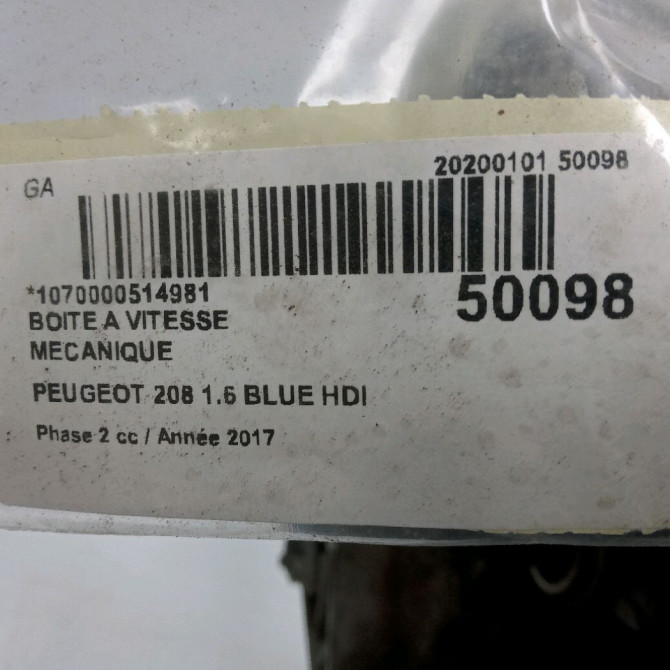 20200101 50098
GA
*1070000514981
50098
BOITE A VITESSE
MECANIQUE
PEUGEOT 208 1.6 BLUE HDI
Phase 2 cc / Année 2017